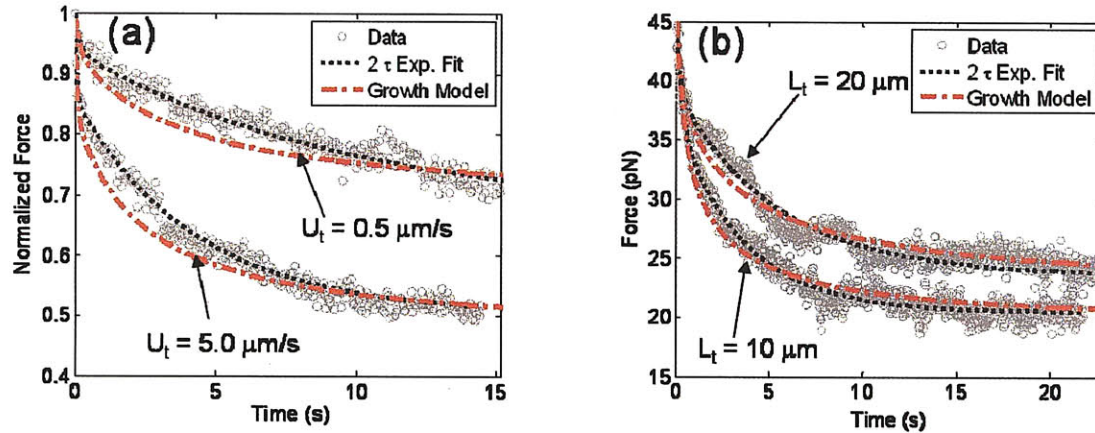 (a)
Data
2 τ Exp. Fit
Growth Model
U_t = 0.5 μm/s
U_t = 5.0 μm/s
Normalized Force
1
0.9
0.8
0.7
0.6
0.5
0.4
0
5
10
15
Time (s)
(b)
Data
2 τ Exp. Fit
Growth Model
L_t = 20 μm
L_t = 10 μm
Force (pN)
45
40
35
30
25
20
15
0
5
10
15
20
Time (s)